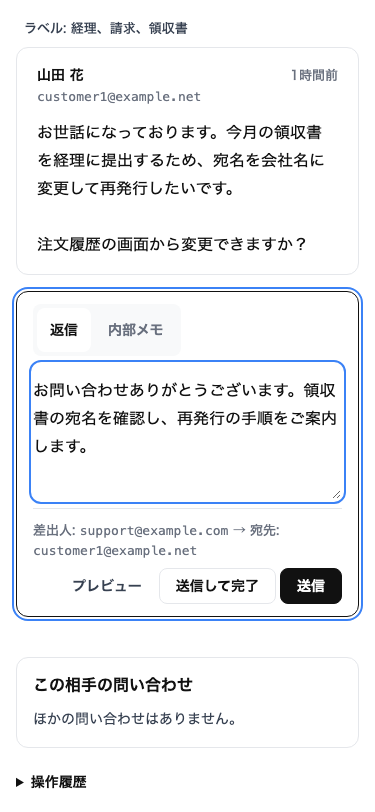 ラベル: 経理、請求、領収書
山田 花
1時間前
customer1@example.net
お世話になっております。今月の領収書
を経理に提出するため、宛名を会社名に
変更して再発行したいです。
注文履歴の画面から変更できますか？
返信
内部メモ
お問い合わせありがとうございます。領収
書の宛名を確認し、再発行の手順をご案内
します。
差出人: support@example.com → 宛先:
customer1@example.net
プレビュー
送信して完了
送信
この相手の問い合わせ
ほかの問い合わせはありません。
▶ 操作履歴